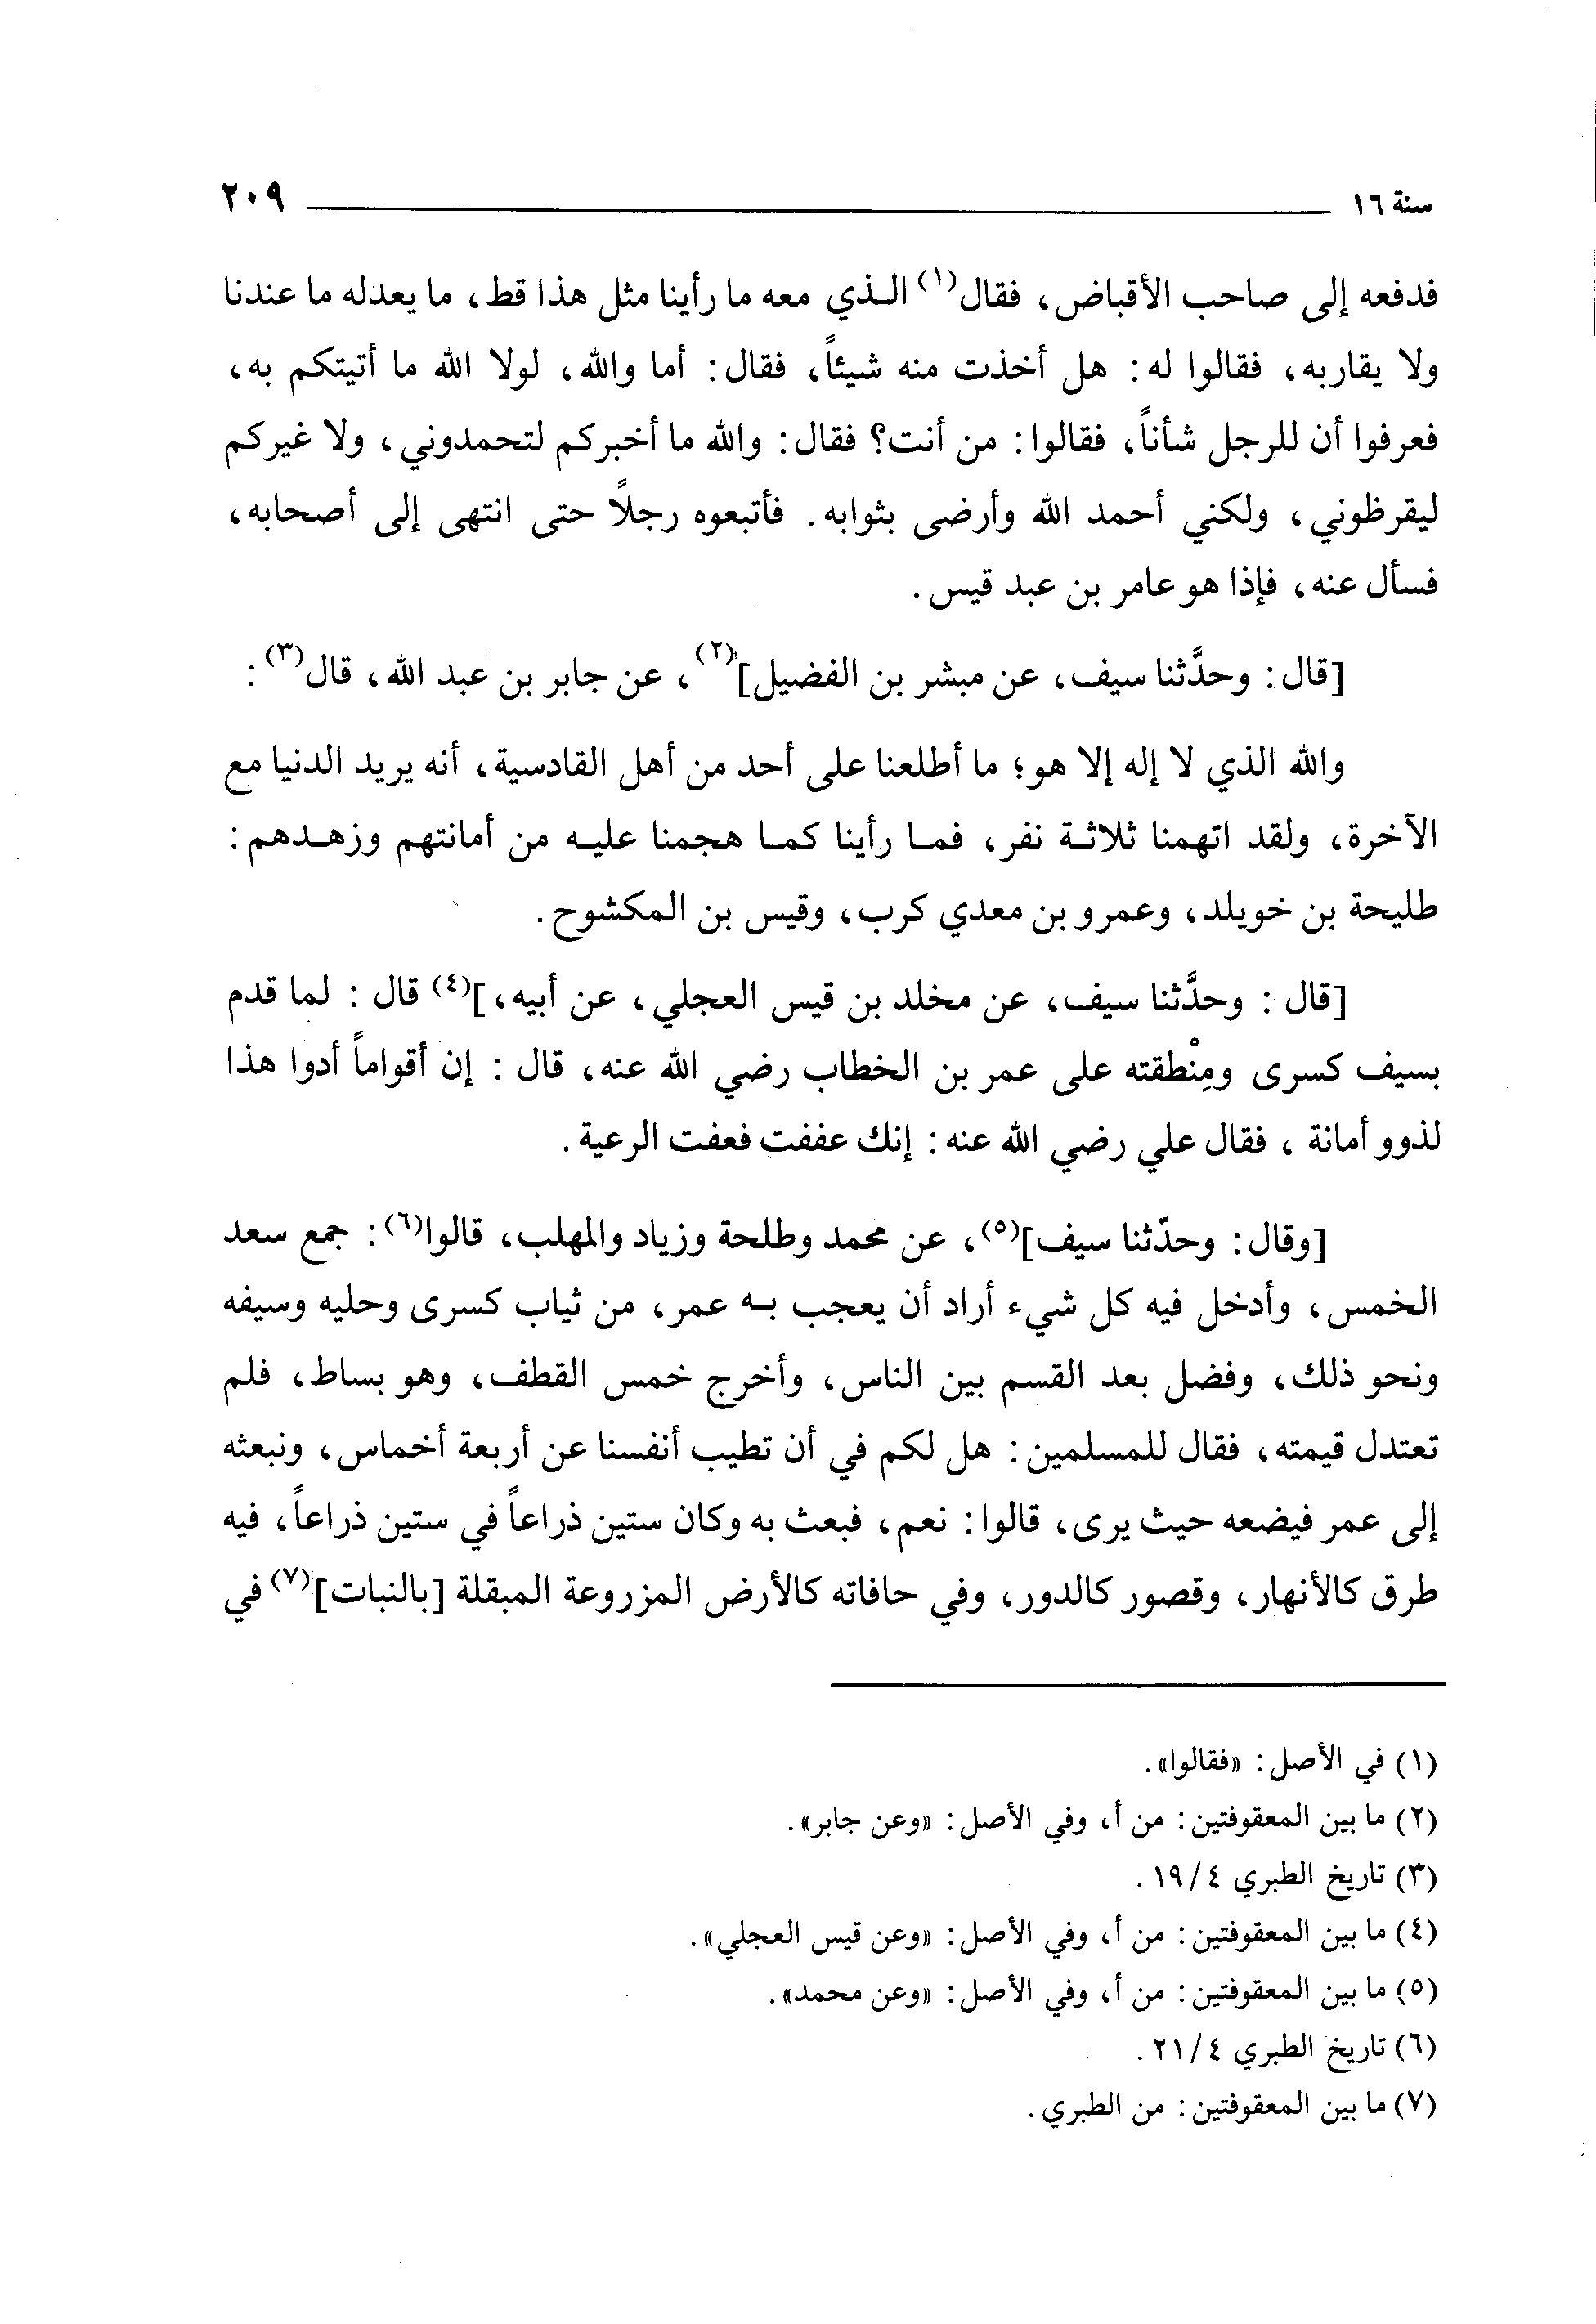 سنة ١٦ ٢٠٩
فدفعه إلى صاحب الأقباض، فقال(١) الـذي معه ما رأينا مثل هذا قط، ما يعدله ما عندنا
ولا يقاربه، فقالوا له: هل أخذت منه شيئاً، فقال: أما والله، لولا الله ما أتيتكم به،
فعرفوا أن للرجل شأناً، فقالوا: من أنت؟ فقال: والله ما أخبركم لتحمدوني، ولا غيركم
ليقرظوني، ولكني أحمد الله وأرضى بثوابه. فأتبعوه رجلاً حتى انتهى إلى أصحابه،
فسأل عنه، فإذا هو عامر بن عبد قيس.
[قال: وحدَّثنا سيف، عن مبشر بن الفضيل](٢)، عن جابر بن عبد الله، قال(٣):
والله الذي لا إله إلا هو؛ ما أطلعنا على أحد من أهل القادسية، أنه يريد الدنيا مع
الآخرة، ولقد اتهمنا ثلاثـة نفر، فمـا رأينا كمـا هجمنا عليـه من أمانتهم وزهـدهم:
طليحة بن خويلد، وعمرو بن معدي كرب، وقيس بن المكشوح.
[قال: وحدَّثنا سيف، عن مخلد بن قيس العجلي، عن أبيه،](٤) قال: لما قدم
بسيف كسرى ومِنْطقته على عمر بن الخطاب رضي الله عنه، قال: إن أقواماً أدوا هذا
لذوو أمانة، فقال علي رضي الله عنه: إنك عففت فعفت الرعية.
[وقال: وحدّثنا سيف](٥)، عن محمد وطلحة وزياد والمهلب، قالوا(٦): جمع سعد
الخمس، وأدخل فيه كل شيء أراد أن يعجب بـه عمر، من ثياب كسرى وحليه وسيفه
ونحو ذلك، وفضل بعد القسم بين الناس، وأخرج خمس القطف، وهو بساط، فلم
تعتدل قيمته، فقال للمسلمين: هل لكم في أن تطيب أنفسنا عن أربعة أخماس، ونبعثه
إلى عمر فيضعه حيث يرى، قالوا: نعم، فبعث به وكان ستين ذراعاً في ستين ذراعاً، فيه
طرق كالأنهار، وقصور كالدور، وفي حافاته كالأرض المزروعة المبقلة [بالنبات](٧) في
(١) في الأصل: «فقالوا».
(٢) ما بين المعقوفتين: من أ، وفي الأصل: «وعن جابر».
(٣) تاريخ الطبري ٤/١٩.
(٤) ما بين المعقوفتين: من أ، وفي الأصل: «وعن قيس العجلي».
(٥) ما بين المعقوفتين: من أ، وفي الأصل: «وعن محمد».
(٦) تاريخ الطبري ٤/٢١.
(٧) ما بين المعقوفتين: من الطبري.